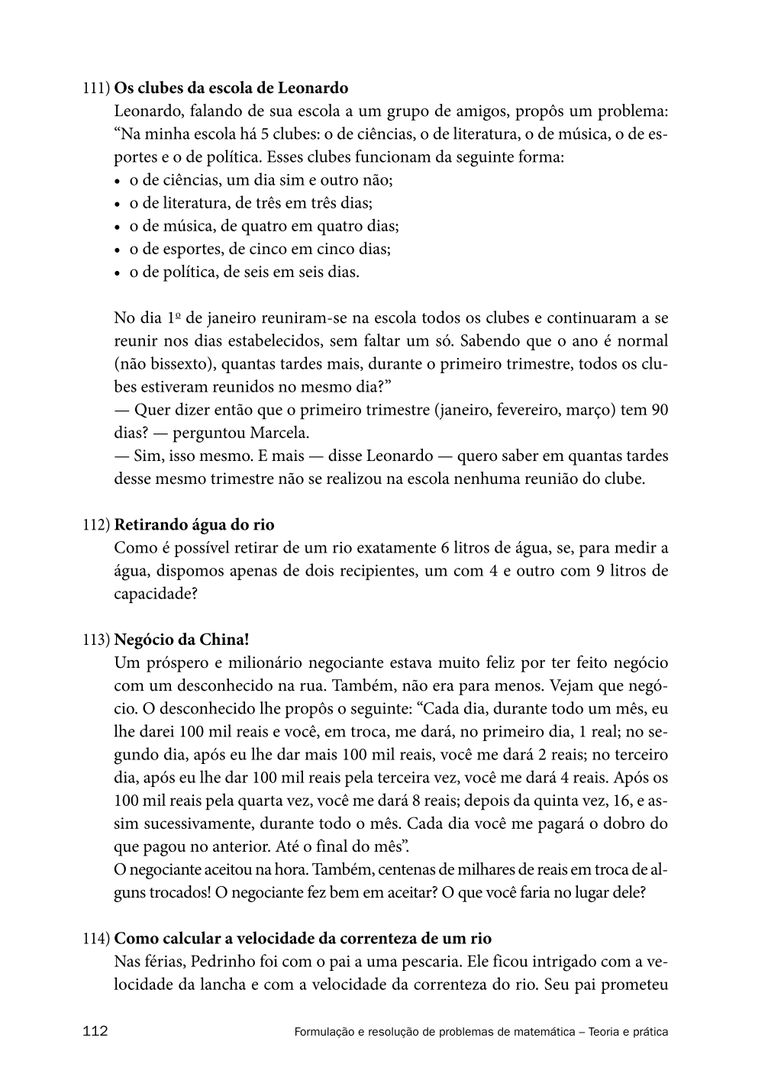 111) Os clubes da escola de Leonardo
Leonardo, falando de sua escola a um grupo de amigos, propôs um problema:
“Na minha escola há 5 clubes: o de ciências, o de literatura, o de música, o de es-
portes e o de política. Esses clubes funcionam da seguinte forma:
• o de ciências, um dia sim e outro não;
• o de literatura, de três em três dias;
• o de música, de quatro em quatro dias;
• o de esportes, de cinco em cinco dias;
• o de política, de seis em seis dias.
No dia 1º de janeiro reuniram-se na escola todos os clubes e continuaram a se
reunir nos dias estabelecidos, sem faltar um só. Sabendo que o ano é normal
(não bissexto), quantas tardes mais, durante o primeiro trimestre, todos os clu-
bes estiveram reunidos no mesmo dia?”
— Quer dizer então que o primeiro trimestre (janeiro, fevereiro, março) tem 90
dias? — perguntou Marcela.
— Sim, isso mesmo. E mais — disse Leonardo — quero saber em quantas tardes
desse mesmo trimestre não se realizou na escola nenhuma reunião do clube.
112) Retirando água do rio
Como é possível retirar de um rio exatamente 6 litros de água, se, para medir a
água, dispomos apenas de dois recipientes, um com 4 e outro com 9 litros de
capacidade?
113) Negócio da China!
Um próspero e milionário negociante estava muito feliz por ter feito negócio
com um desconhecido na rua. Também, não era para menos. Vejam que negó-
cio. O desconhecido lhe propôs o seguinte: “Cada dia, durante todo um mês, eu
lhe darei 100 mil reais e você, em troca, me dará, no primeiro dia, 1 real; no se-
gundo dia, após eu lhe dar mais 100 mil reais, você me dará 2 reais; no terceiro
dia, após eu lhe dar 100 mil reais pela terceira vez, você me dará 4 reais. Após os
100 mil reais pela quarta vez, você me dará 8 reais; depois da quinta vez, 16, e as-
sim sucessivamente, durante todo o mês. Cada dia você me pagará o dobro do
que pagou no anterior. Até o final do mês”.
O negociante aceitou na hora. Também, centenas de milhares de reais em troca de al-
guns trocados! O negociante fez bem em aceitar? O que você faria no lugar dele?
114) Como calcular a velocidade da correnteza de um rio
Nas férias, Pedrinho foi com o pai a uma pescaria. Ele ficou intrigado com a ve-
locidade da lancha e com a velocidade da correnteza do rio. Seu pai prometeu
112 Formulação e resolução de problemas de matemática – Teoria e prática